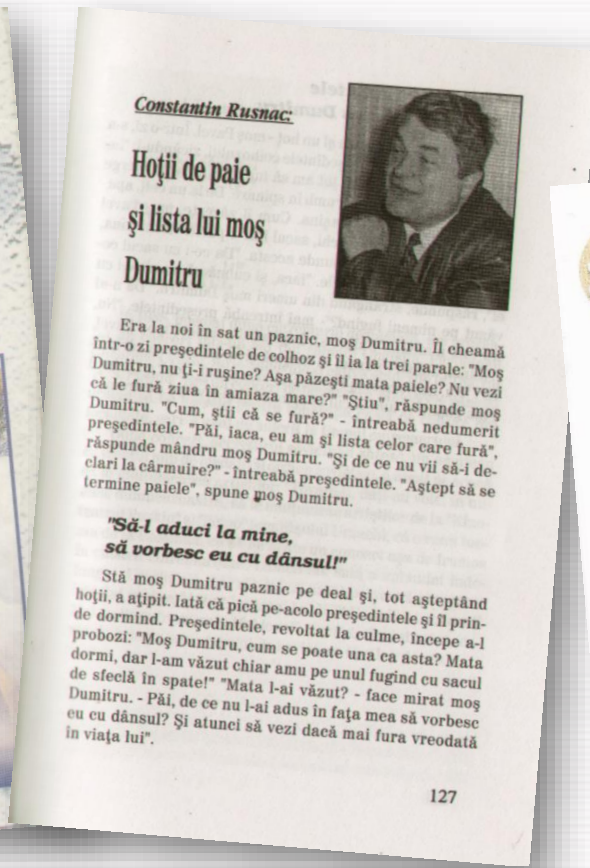 Constantin Rusnac:
Hoţii de paie
şi lista lui moş
Dumitru
Era la noi în sat un paznic, moş Dumitru. Îl cheamă
într-o zi preşedintele de colhoz şi îl ia la trei parale: "Moş
Dumitru, nu ţi-i ruşine? Aşa păzeşti mata paiele? Nu vezi
că le fură ziua în amiaza mare?" "Ştiu", răspunde moş
Dumitru. "Cum, ştii că se fură?" - întreabă nedumerit
preşedintele. "Păi, iaca, eu am şi lista celor care fură",
răspunde mândru moş Dumitru. "Şi de ce nu vii să-i de-
clari la cârmuire?" - întreabă preşedintele. "Aştept să se
termine paiele", spune moş Dumitru.
"Să-l aduci la mine,
să vorbesc eu cu dânsul!"
Stă moş Dumitru paznic pe deal şi, tot aşteptând
hoţii, a aţipit. Iată că pică pe-acolo preşedintele şi îl prin-
de dormind. Preşedintele, revoltat la culme, începe a-l
probozi: "Moş Dumitru, cum se poate una ca asta? Mata
dormi, dar l-am văzut chiar amu pe unul fugind cu sacul
de sfeclă în spate!" "Mata l-ai văzut? - face mirat moş
Dumitru. - Păi, de ce nu l-ai adus în faţa mea să vorbesc
eu cu dânsul? Şi atunci să vezi dacă mai fura vreodată
în viaţa lui".
127